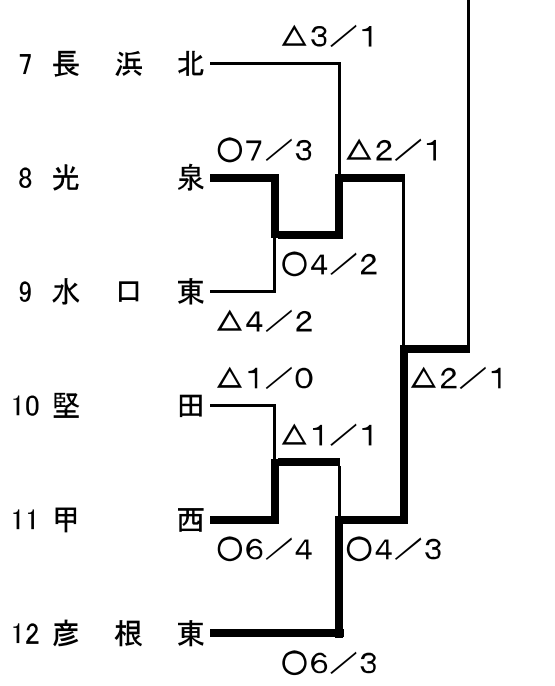 △3／1
7 長浜北
○7／3 △2／1
8 光泉
○4／2
9 水口東
△4／2
△1／0 △2／1
10 堅田
△1／1
11 甲西
○6／4 ○4／3
12 彦根東
○6／3